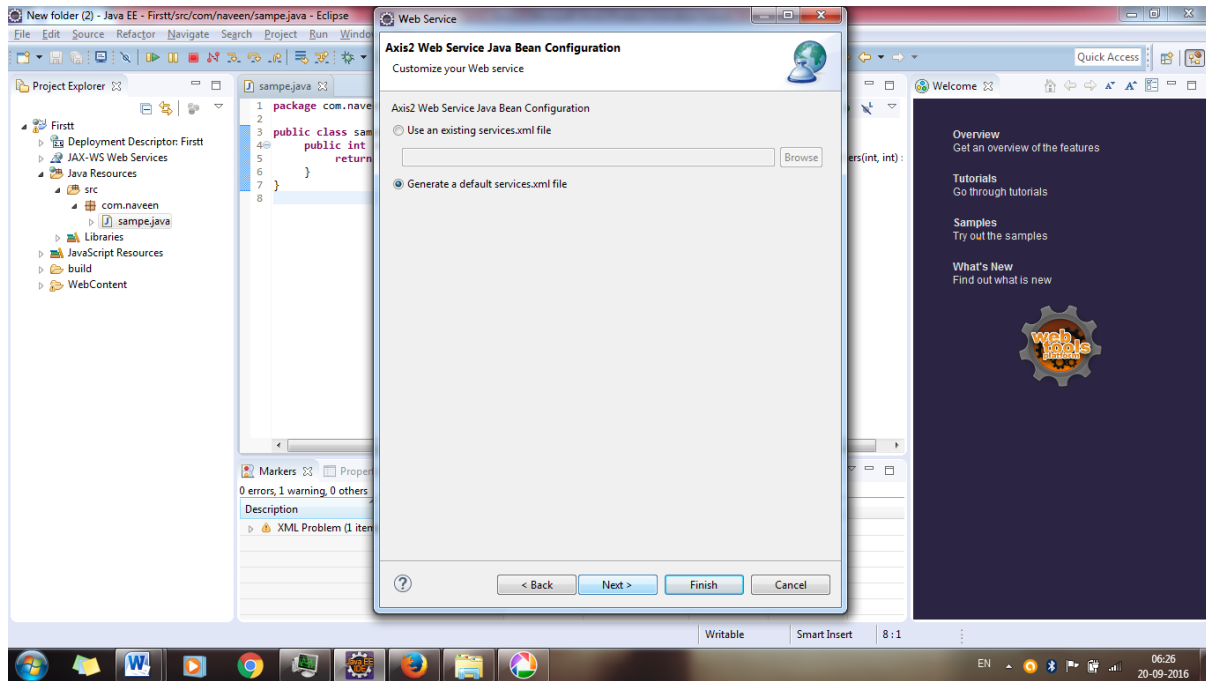 New folder (2) - Java EE - Firstt/src/com/naveen/sampe.java - Eclipse
File Edit Source Refactor Navigate Search Project Run Windo
Quick Access
Project Explorer
Firstt
Deployment Descriptor: Firstt
JAX-WS Web Services
Java Resources
src
com.naveen
sampe.java
Libraries
JavaScript Resources
build
WebContent
sampe.java
1 package com.nave
2
3 public class sam
4 public int
5 return
6 }
7 }
8
ers(int, int) :
Markers Proper
0 errors, 1 warning, 0 others
Description
XML Problem (1 item
Web Service
Axis2 Web Service Java Bean Configuration
Customize your Web service
Axis2 Web Service Java Bean Configuration
Use an existing services.xml file
Browse
Generate a default services.xml file
? < Back Next > Finish Cancel
Welcome
Overview
Get an overview of the features
Tutorials
Go through tutorials
Samples
Try out the samples
What's New
Find out what is new
web
tools
platform
Writable Smart Insert 8 : 1
W Java EE IDE
EN 06:26
20-09-2016